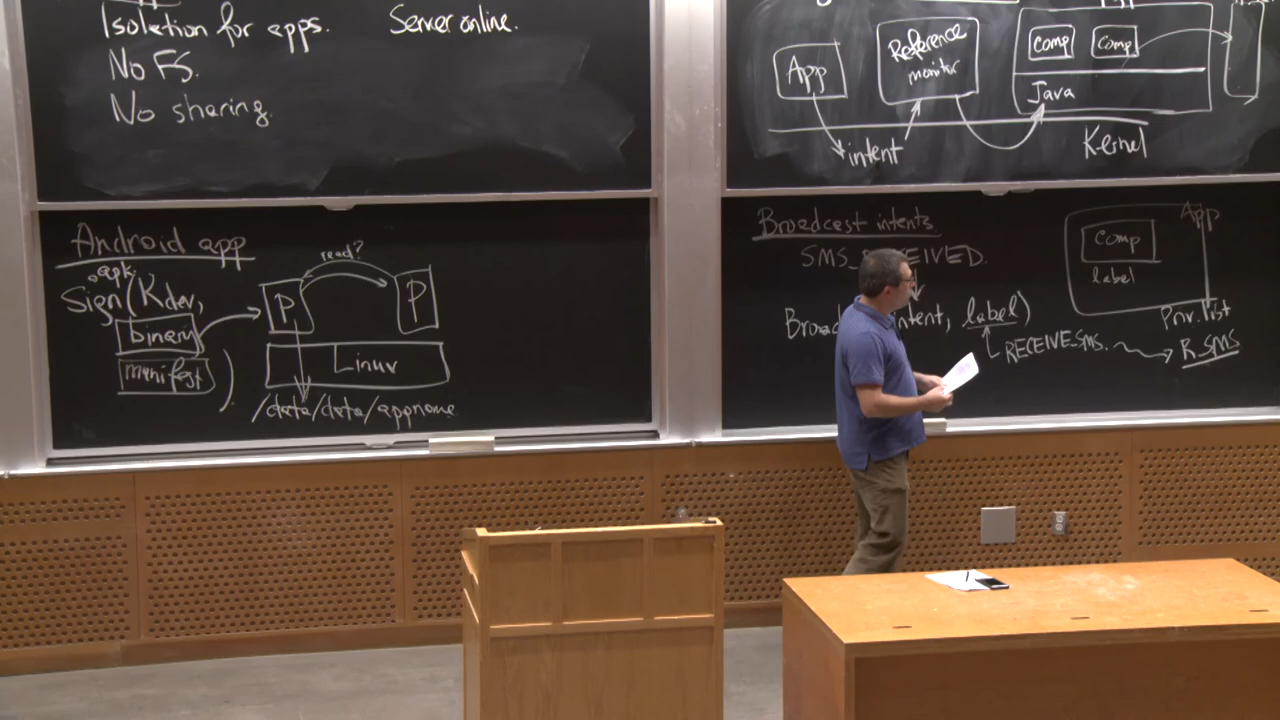 Isolation for apps.
Server online.
No FS.
No sharing.
App
Reference
monitor
Comp
Comp
Java
intent
Kernel
Android app
.apk
Sign(Kdev,
binary
manifest
)
read?
P
P
Linux
/data/data/appname
Broadcast intents
SMS_RECEIVED.
intent, label)
RECEIVE_SMS.
App
Comp
label
Priv. list
R_SMS